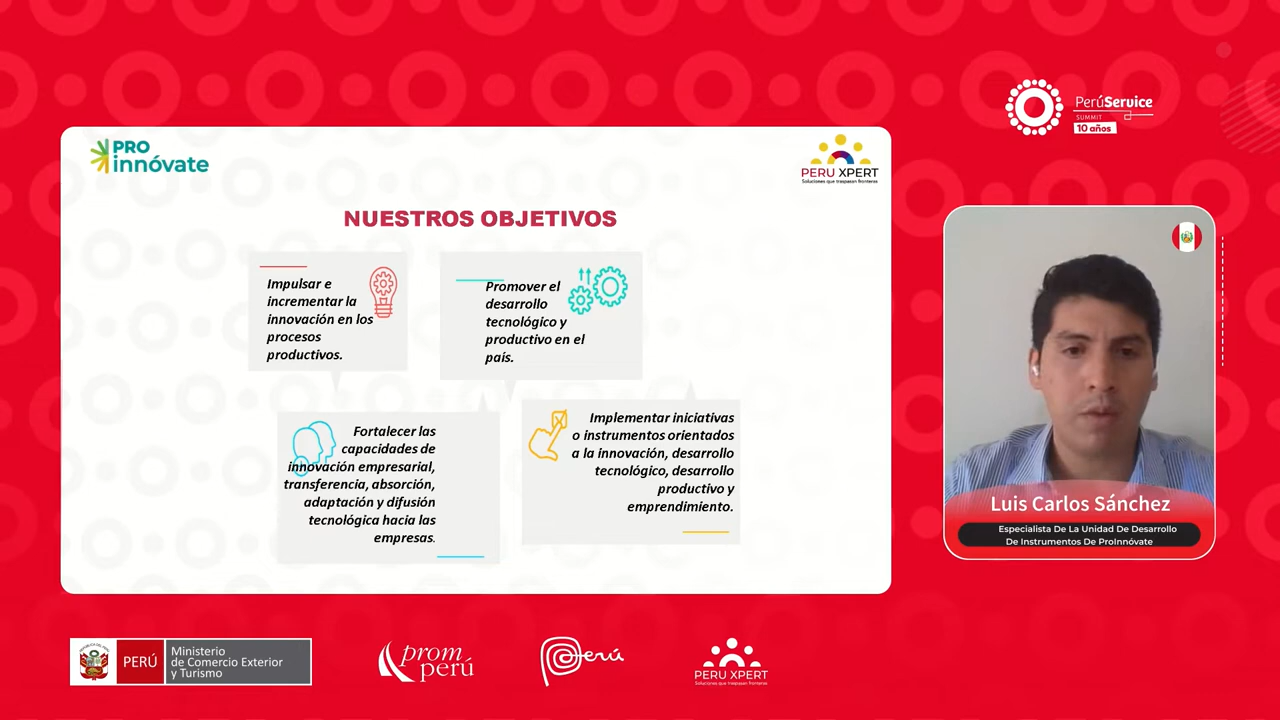 PerúService
SUMMIT
10 años
PRO
innóvate
PERU XPERT
Soluciones que traspasan fronteras
NUESTROS OBJETIVOS
Impulsar e
incrementar la
innovación en los
procesos
productivos.
Promover el
desarrollo
tecnológico y
productivo en el
país.
Fortalecer las
capacidades de
innovación empresarial,
transferencia, absorción,
adaptación y difusión
tecnológica hacia las
empresas.
Implementar iniciativas
o instrumentos orientados
a la innovación, desarrollo
tecnológico, desarrollo
productivo y
emprendimiento.
Luis Carlos Sánchez
Especialista De La Unidad De Desarrollo
De Instrumentos De ProInnóvate
PERÚ
Ministerio
de Comercio Exterior
y Turismo
prom
perú
Perú
PERU XPERT
Soluciones que traspasan fronteras